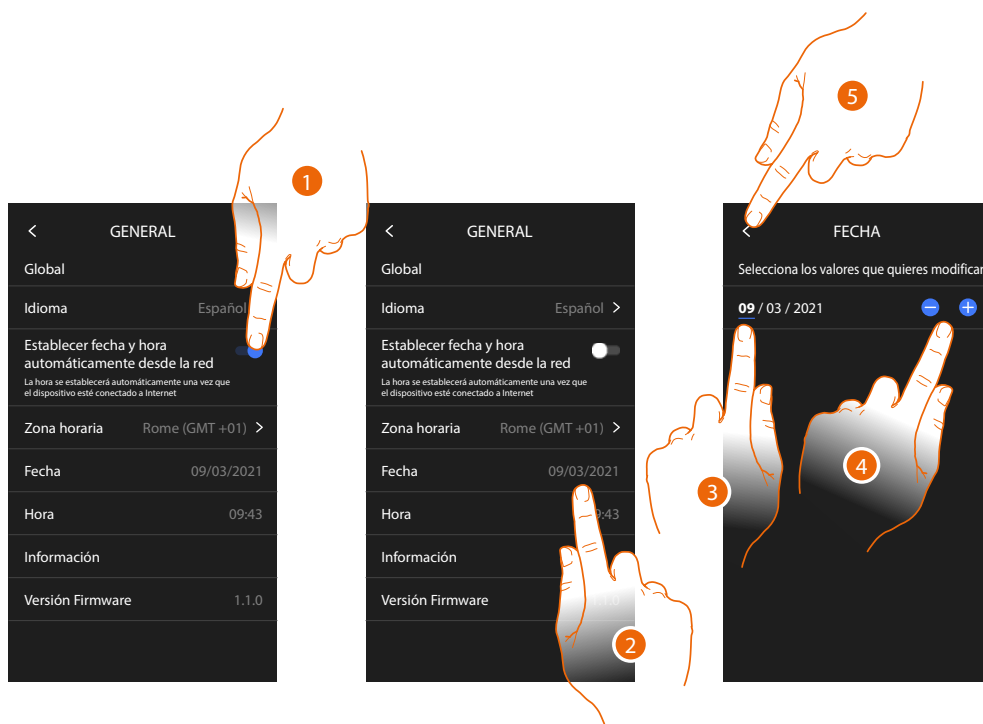 5
1
GENERAL
Global
Idioma Español
Establecer fecha y hora
automáticamente desde la red
La hora se establecerá automáticamente una vez que
el dispositivo esté conectado a Internet
Zona horaria Rome (GMT +01) >
Fecha 09/03/2021
Hora 09:43
Información
Versión Firmware 1.1.0
GENERAL
Global
Idioma Español >
Establecer fecha y hora
automáticamente desde la red
La hora se establecerá automáticamente una vez que
el dispositivo esté conectado a Internet
Zona horaria Rome (GMT +01) >
Fecha 09/03/2021
Hora :43
Información
Versión Firmware
2
FECHA
Selecciona los valores que quieres modificar
09 / 03 / 2021
3
4